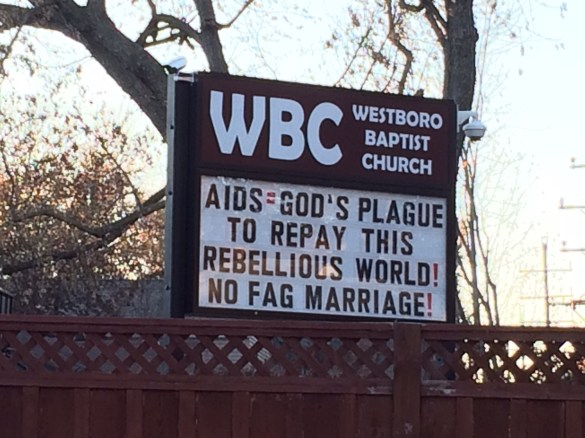 WBC
WESTBORO
BAPTIST
CHURCH
AIDS=GOD'S PLAGUE
TO REPAY THIS
REBELLIOUS WORLD!
NO FAG MARRIAGE!